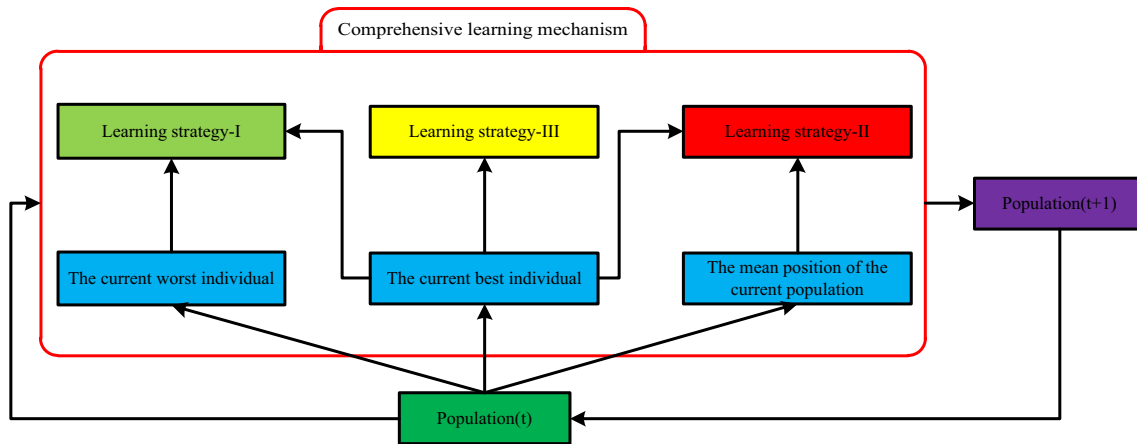 Comprehensive learning mechanism
Learning strategy-I
Learning strategy-III
Learning strategy-II
Population(t+1)
The current worst individual
The current best individual
The mean position of the
current population
Population(t)